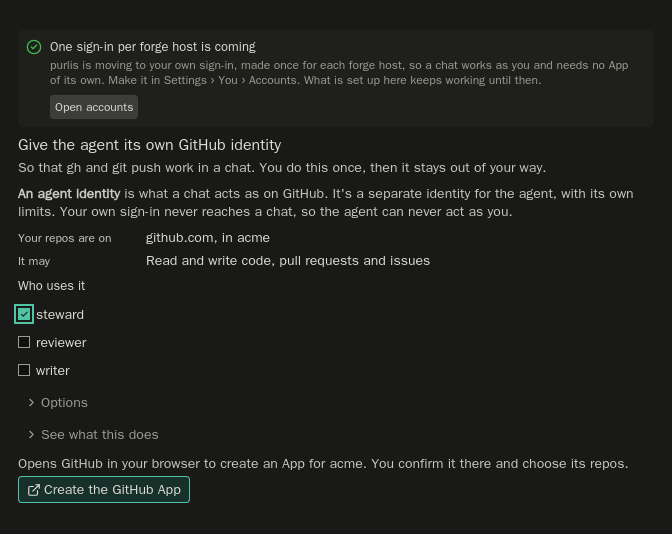 One sign-in per forge host is coming
purlis is moving to your own sign-in, made once for each forge host, so a chat works as you and needs no App
of its own. Make it in Settings › You › Accounts. What is set up here keeps working until then.
Open accounts
Give the agent its own GitHub identity
So that gh and git push work in a chat. You do this once, then it stays out of your way.
An agent identity is what a chat acts as on GitHub. It's a separate identity for the agent, with its own
limits. Your own sign-in never reaches a chat, so the agent can never act as you.
Your repos are on github.com, in acme
It may Read and write code, pull requests and issues
Who uses it
steward
reviewer
writer
Options
See what this does
Opens GitHub in your browser to create an App for acme. You confirm it there and choose its repos.
Create the GitHub App